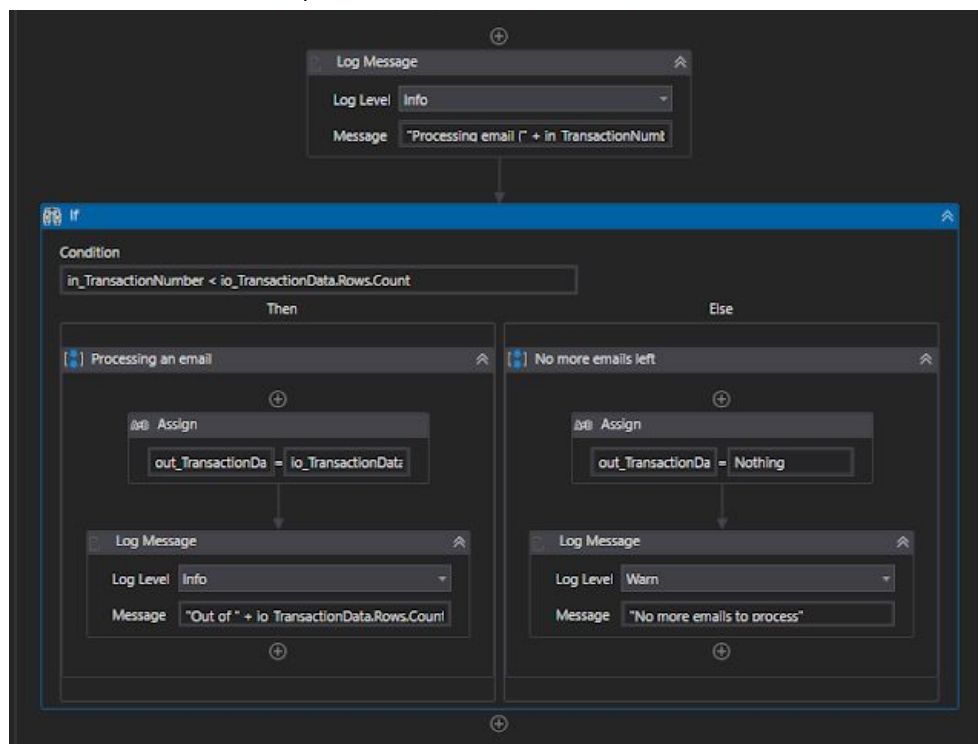 Log Message
Log Level Info
Message "Processing email (" + in_TransactionNumb
If
Condition
in_TransactionNumber < io_TransactionData.Rows.Count
Then Else
Processing an email
Assign
out_TransactionDa = io_TransactionData
Log Message
Log Level Info
Message "Out of " + io_TransactionData.Rows.Count
No more emails left
Assign
out_TransactionDa = Nothing
Log Message
Log Level Warn
Message "No more emails to process"